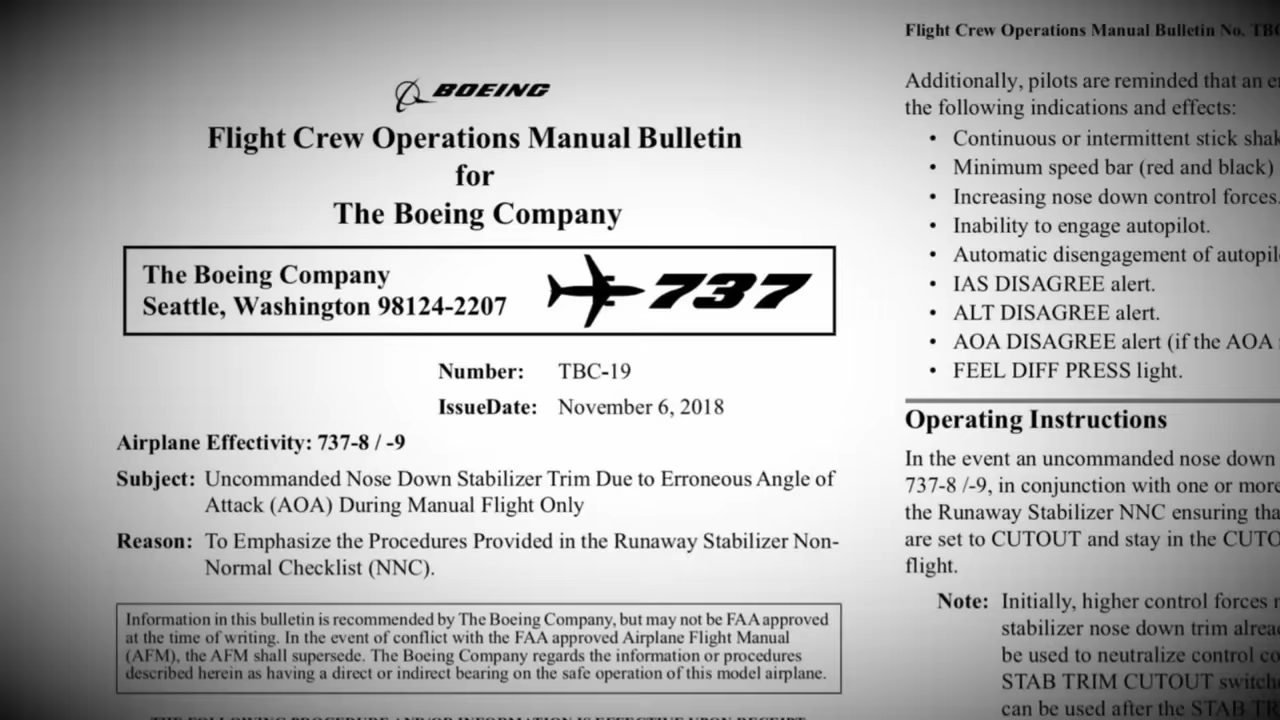 BOEING
Flight Crew Operations Manual Bulletin
for
The Boeing Company
The Boeing Company
Seattle, Washington 98124-2207
737
Number: TBC-19
IssueDate: November 6, 2018
Airplane Effectivity: 737-8 / -9
Subject: Uncommanded Nose Down Stabilizer Trim Due to Erroneous Angle of
Attack (AOA) During Manual Flight Only
Reason: To Emphasize the Procedures Provided in the Runaway Stabilizer Non-
Normal Checklist (NNC).
Information in this bulletin is recommended by The Boeing Company, but may not be FAA approved
at the time of writing. In the event of conflict with the FAA approved Airplane Flight Manual
(AFM), the AFM shall supersede. The Boeing Company regards the information or procedures
described herein as having a direct or indirect bearing on the safe operation of this model airplane.
THE FOLLOWING PROCEDURE AND/OR INFORMATION IS EFFECTIVE UPON RECEIPT
Flight Crew Operations Manual Bulletin No. TBC
Additionally, pilots are reminded that an
the following indications and effects:
• Continuous or intermittent stick
• Minimum speed bar (red and black)
• Increasing nose down control forces.
• Inability to engage autopilot.
• Automatic disengagement of
• IAS DISAGREE alert.
• ALT DISAGREE alert.
• AOA DISAGREE alert (if the AOA
• FEEL DIFF PRESS light.
Operating Instructions
In the event an uncommanded nose down
737-8 /-9, in conjunction with one or more
the Runaway Stabilizer NNC ensuring
are set to CUTOUT and stay in the
flight.
Note: Initially, higher control forces
stabilizer nose down trim
be used to neutralize control
STAB TRIM CUTOUT
can be used after the STAB